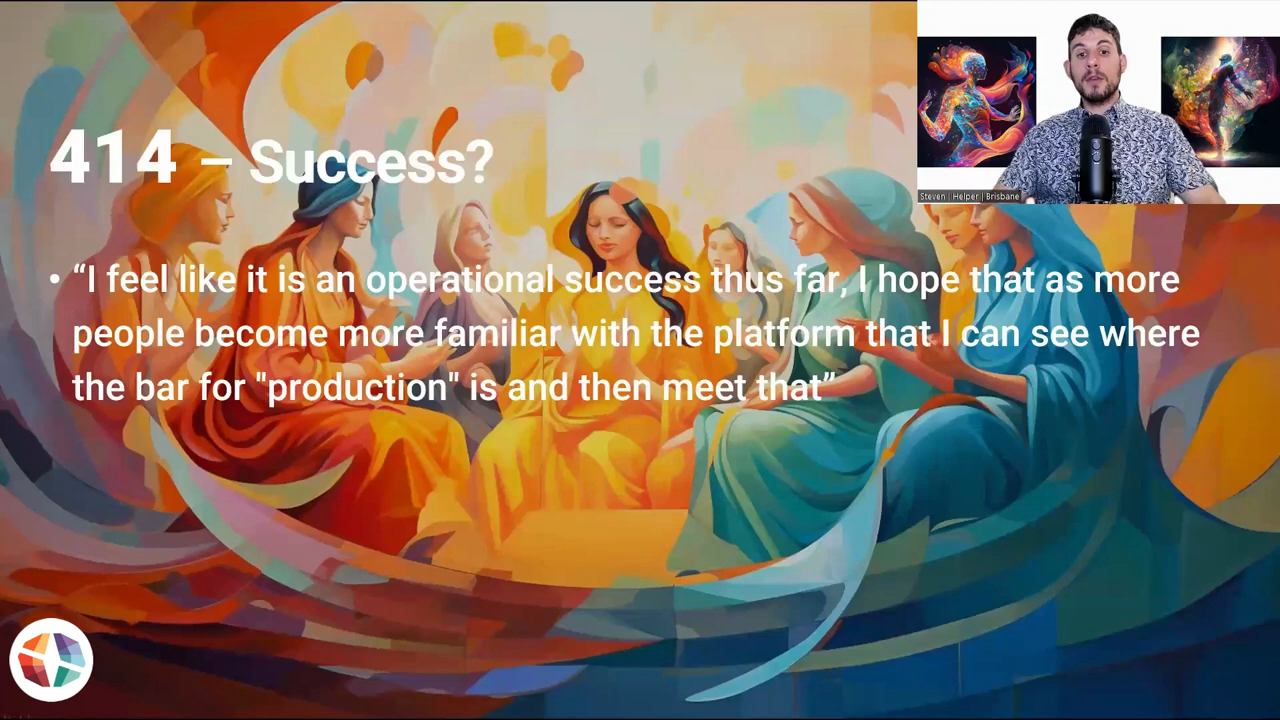 414 – Success?
• “I feel like it is an operational success thus far, I hope that as more
people become more familiar with the platform that I can see where
the bar for "production" is and then meet that”
Steven | Helper | Brisbane